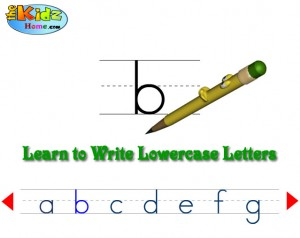 the
Kidz
Home.com
b
Learn to Write Lowercase Letters
a b c d e f g